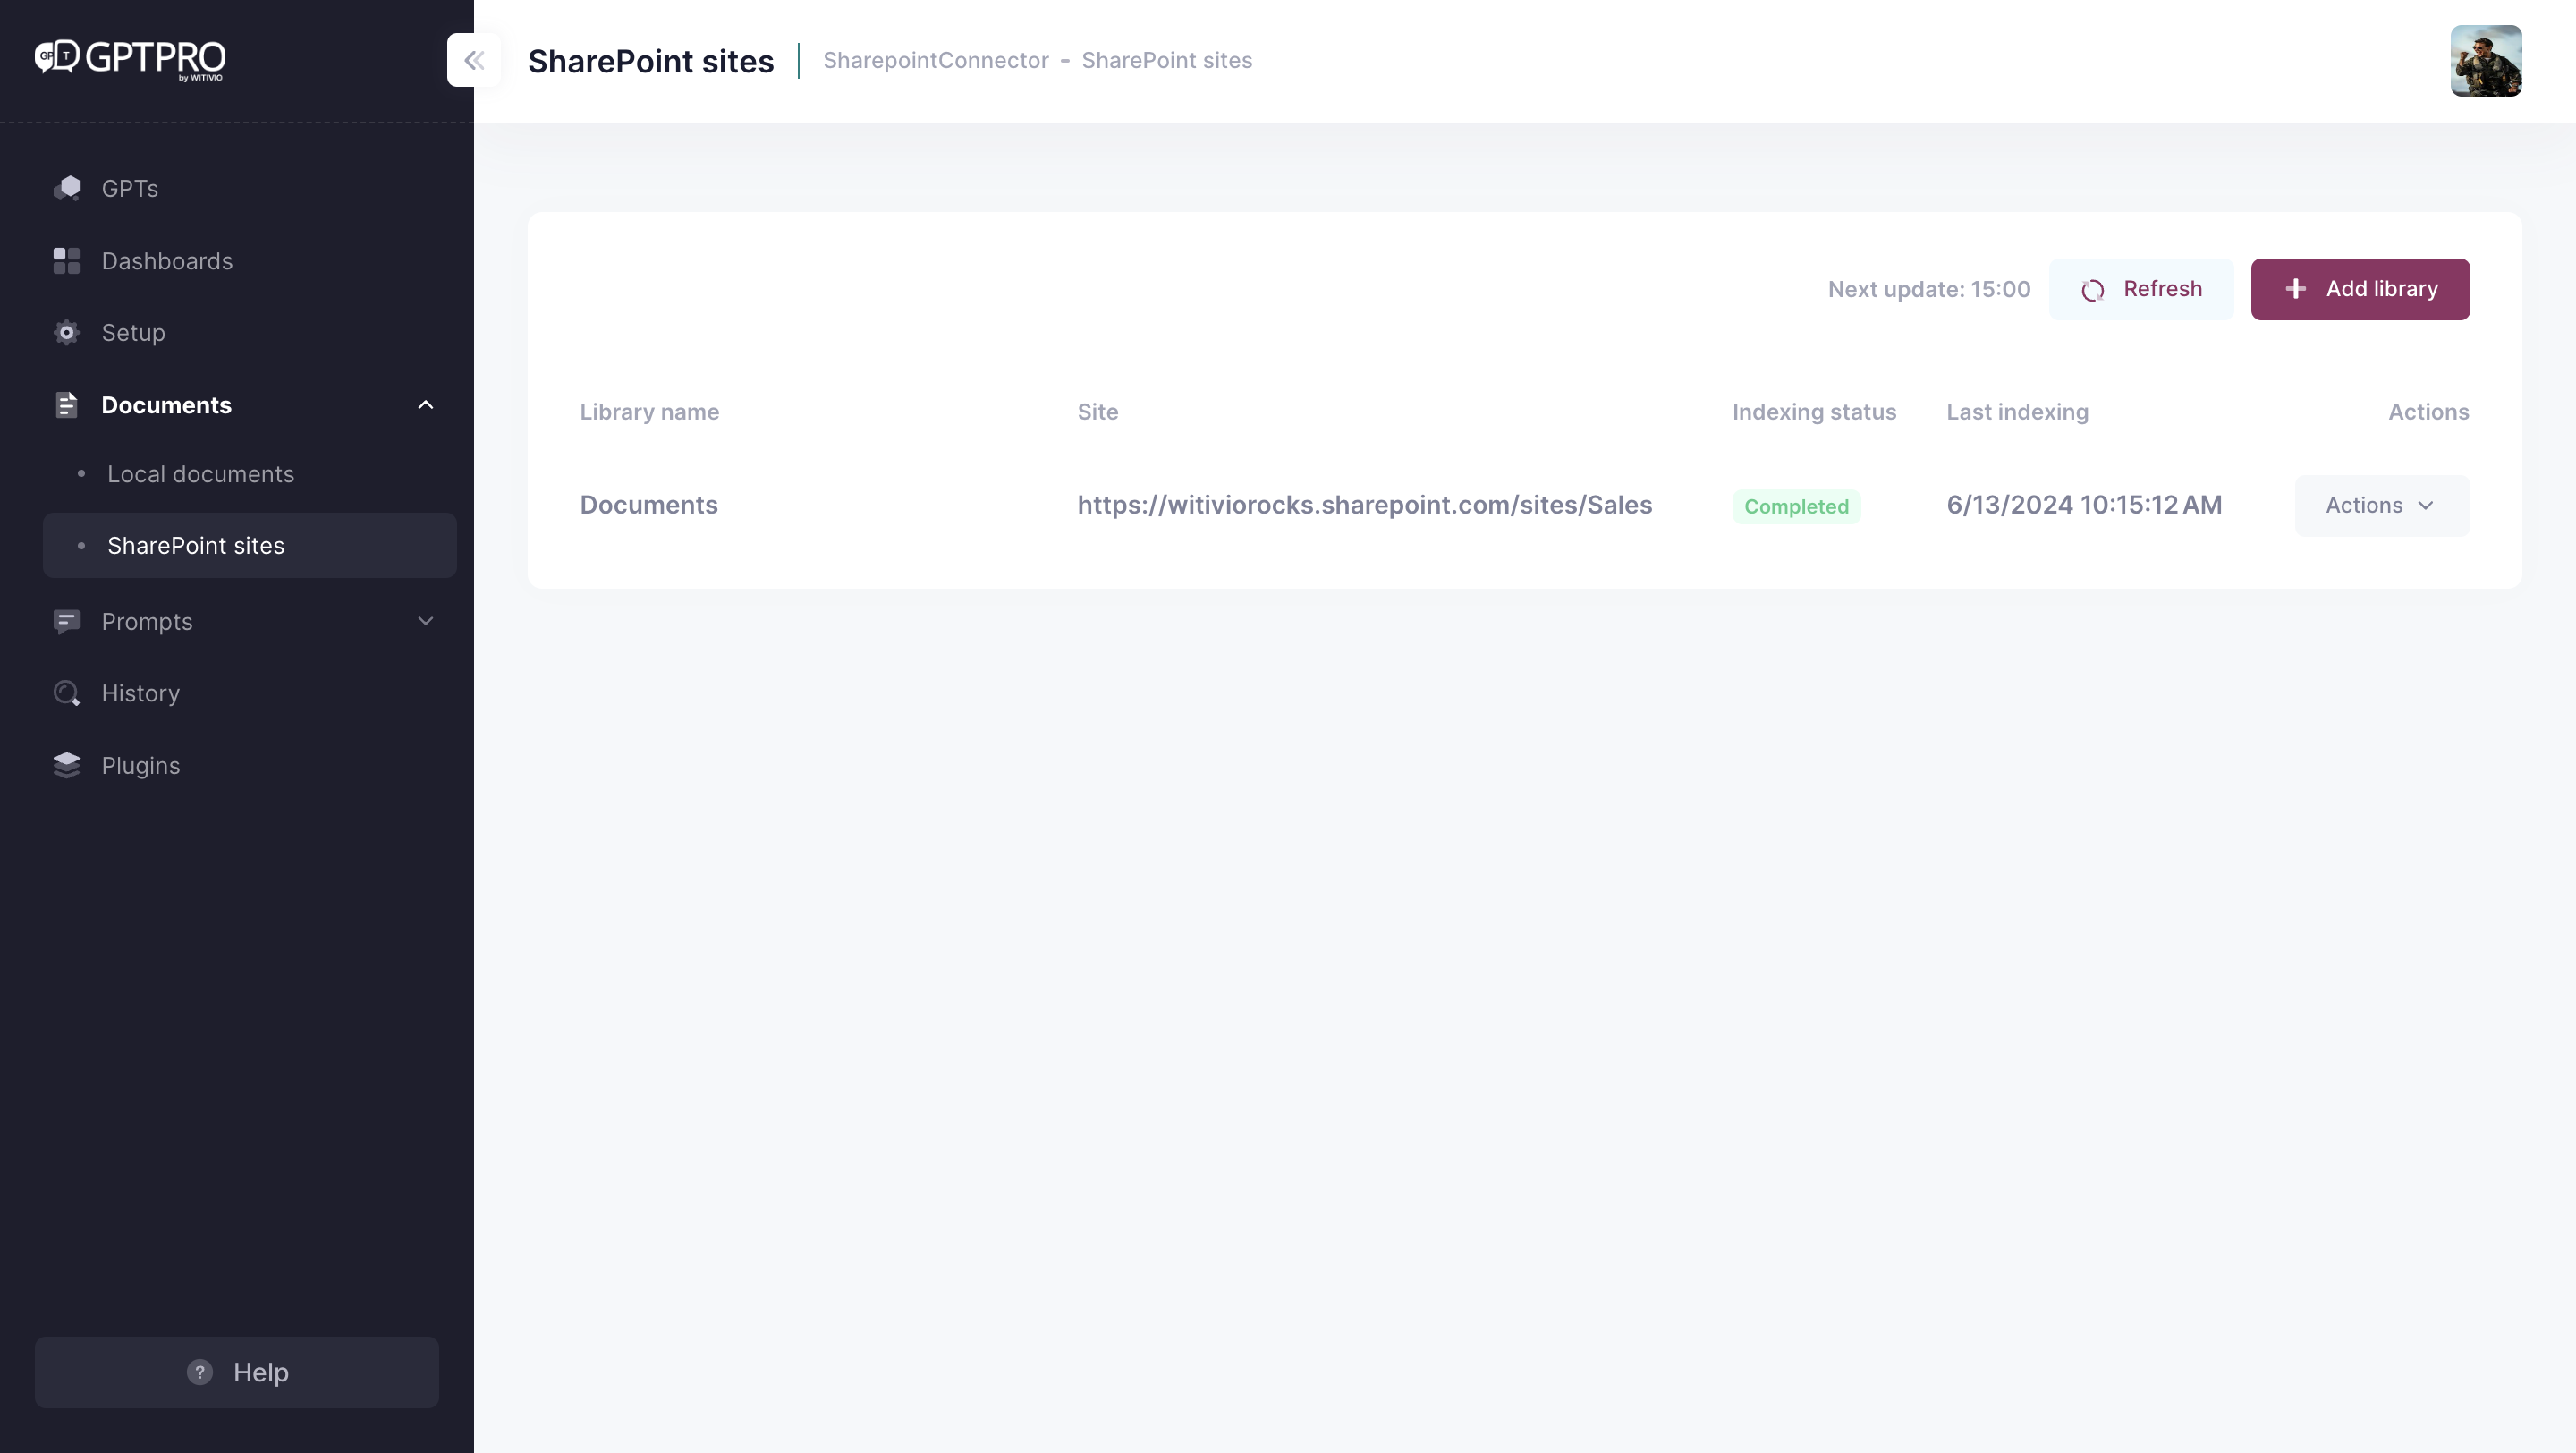 GPT GPTPRO
by WITIVIO
SharePoint sites
SharepointConnector - SharePoint sites
GPTs
Dashboards
Setup
Documents
Local documents
SharePoint sites
Prompts
History
Plugins
? Help
Next update: 15:00 Refresh + Add library
Library name Site Indexing status Last indexing Actions
Documents https://witiviorocks.sharepoint.com/sites/Sales Completed 6/13/2024 10:15:12 AM Actions